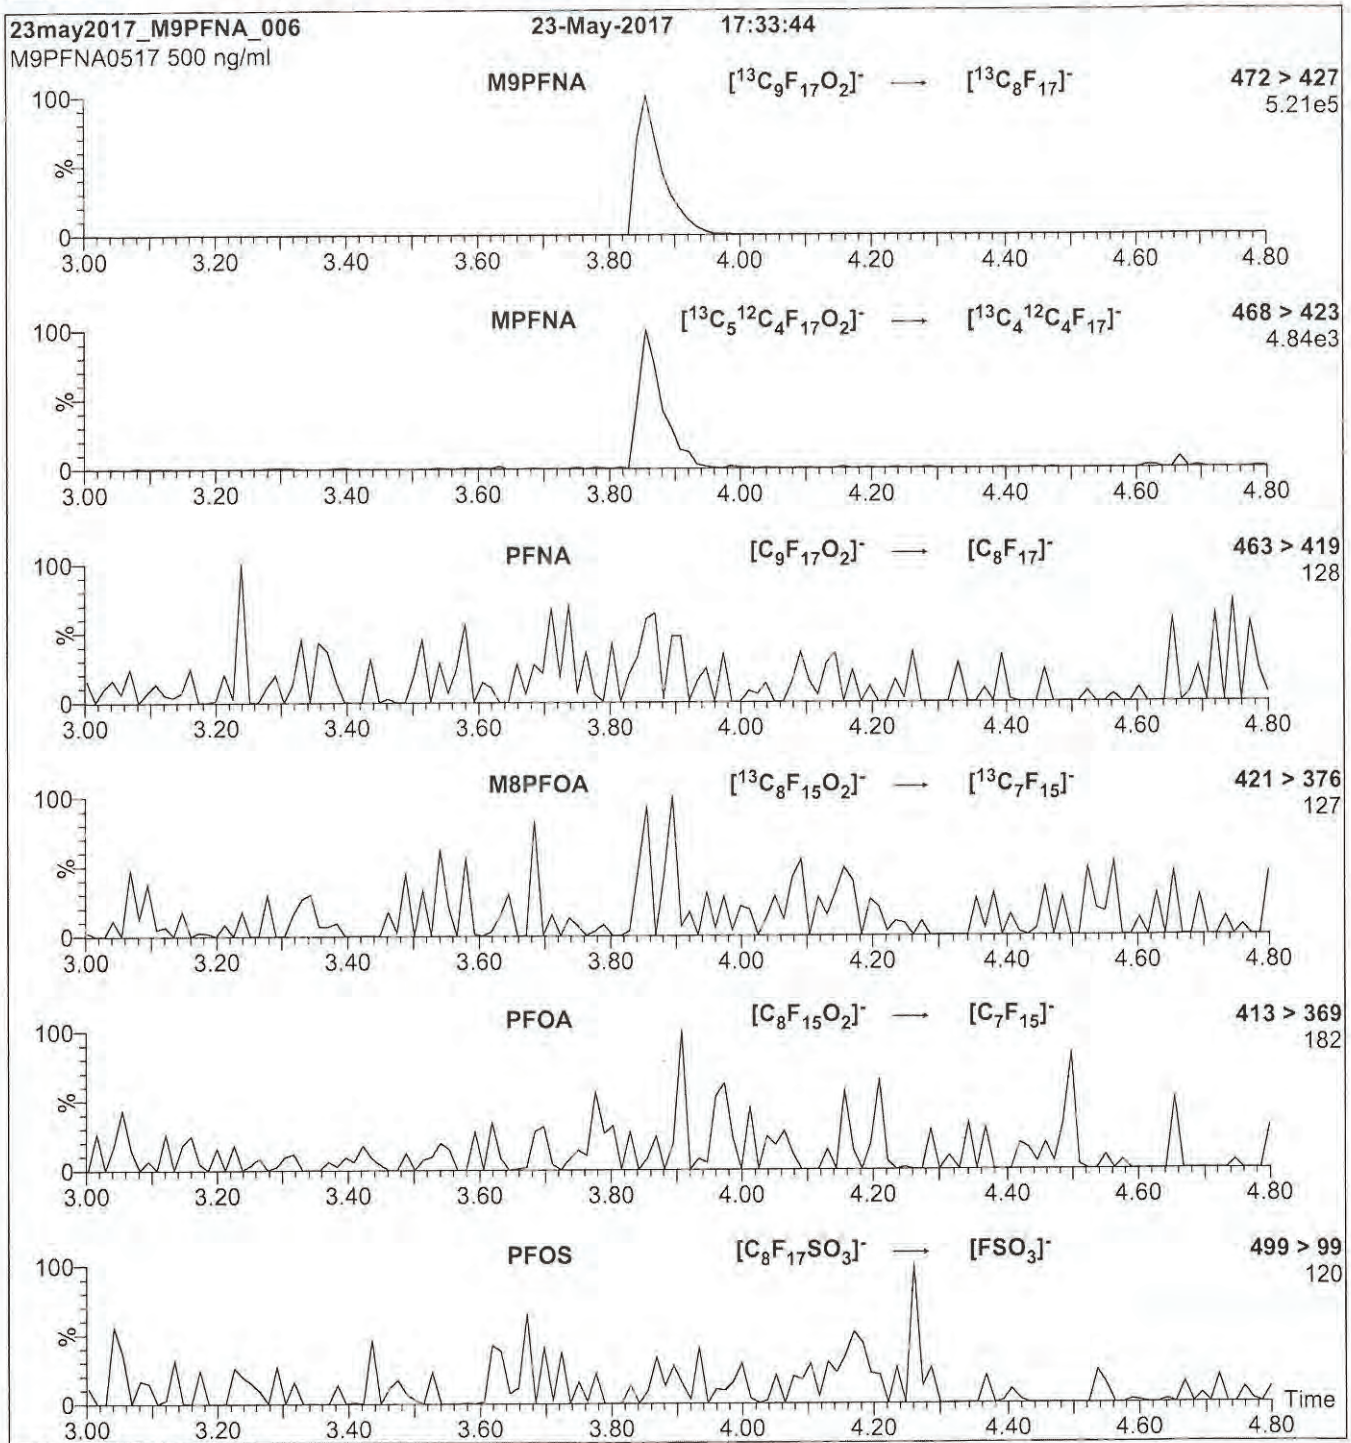 23may2017_M9PFNA_006 23-May-2017 17:33:44
M9PFNA0517 500 ng/ml
M9PFNA [¹³C₉F₁₇O₂]⁻ → [¹³C₈F₁₇]⁻ 472 > 427
5.21e5
100
%
0
3.00 3.20 3.40 3.60 3.80 4.00 4.20 4.40 4.60 4.80
MPFNA [¹³C₅¹²C₄F₁₇O₂]⁻ → [¹³C₄¹²C₄F₁₇]⁻ 468 > 423
4.84e3
100
%
0
3.00 3.20 3.40 3.60 3.80 4.00 4.20 4.40 4.60 4.80
PFNA [C₉F₁₇O₂]⁻ → [C₈F₁₇]⁻ 463 > 419
128
100
%
0
3.00 3.20 3.40 3.60 3.80 4.00 4.20 4.40 4.60 4.80
M8PFOA [¹³C₈F₁₅O₂]⁻ → [¹³C₇F₁₅]⁻ 421 > 376
127
100
%
0
3.00 3.20 3.40 3.60 3.80 4.00 4.20 4.40 4.60 4.80
PFOA [C₈F₁₅O₂]⁻ → [C₇F₁₅]⁻ 413 > 369
182
100
%
0
3.00 3.20 3.40 3.60 3.80 4.00 4.20 4.40 4.60 4.80
PFOS [C₈F₁₇SO₃]⁻ → [FSO₃]⁻ 499 > 99
120
100
%
0
Time
3.00 3.20 3.40 3.60 3.80 4.00 4.20 4.40 4.60 4.80